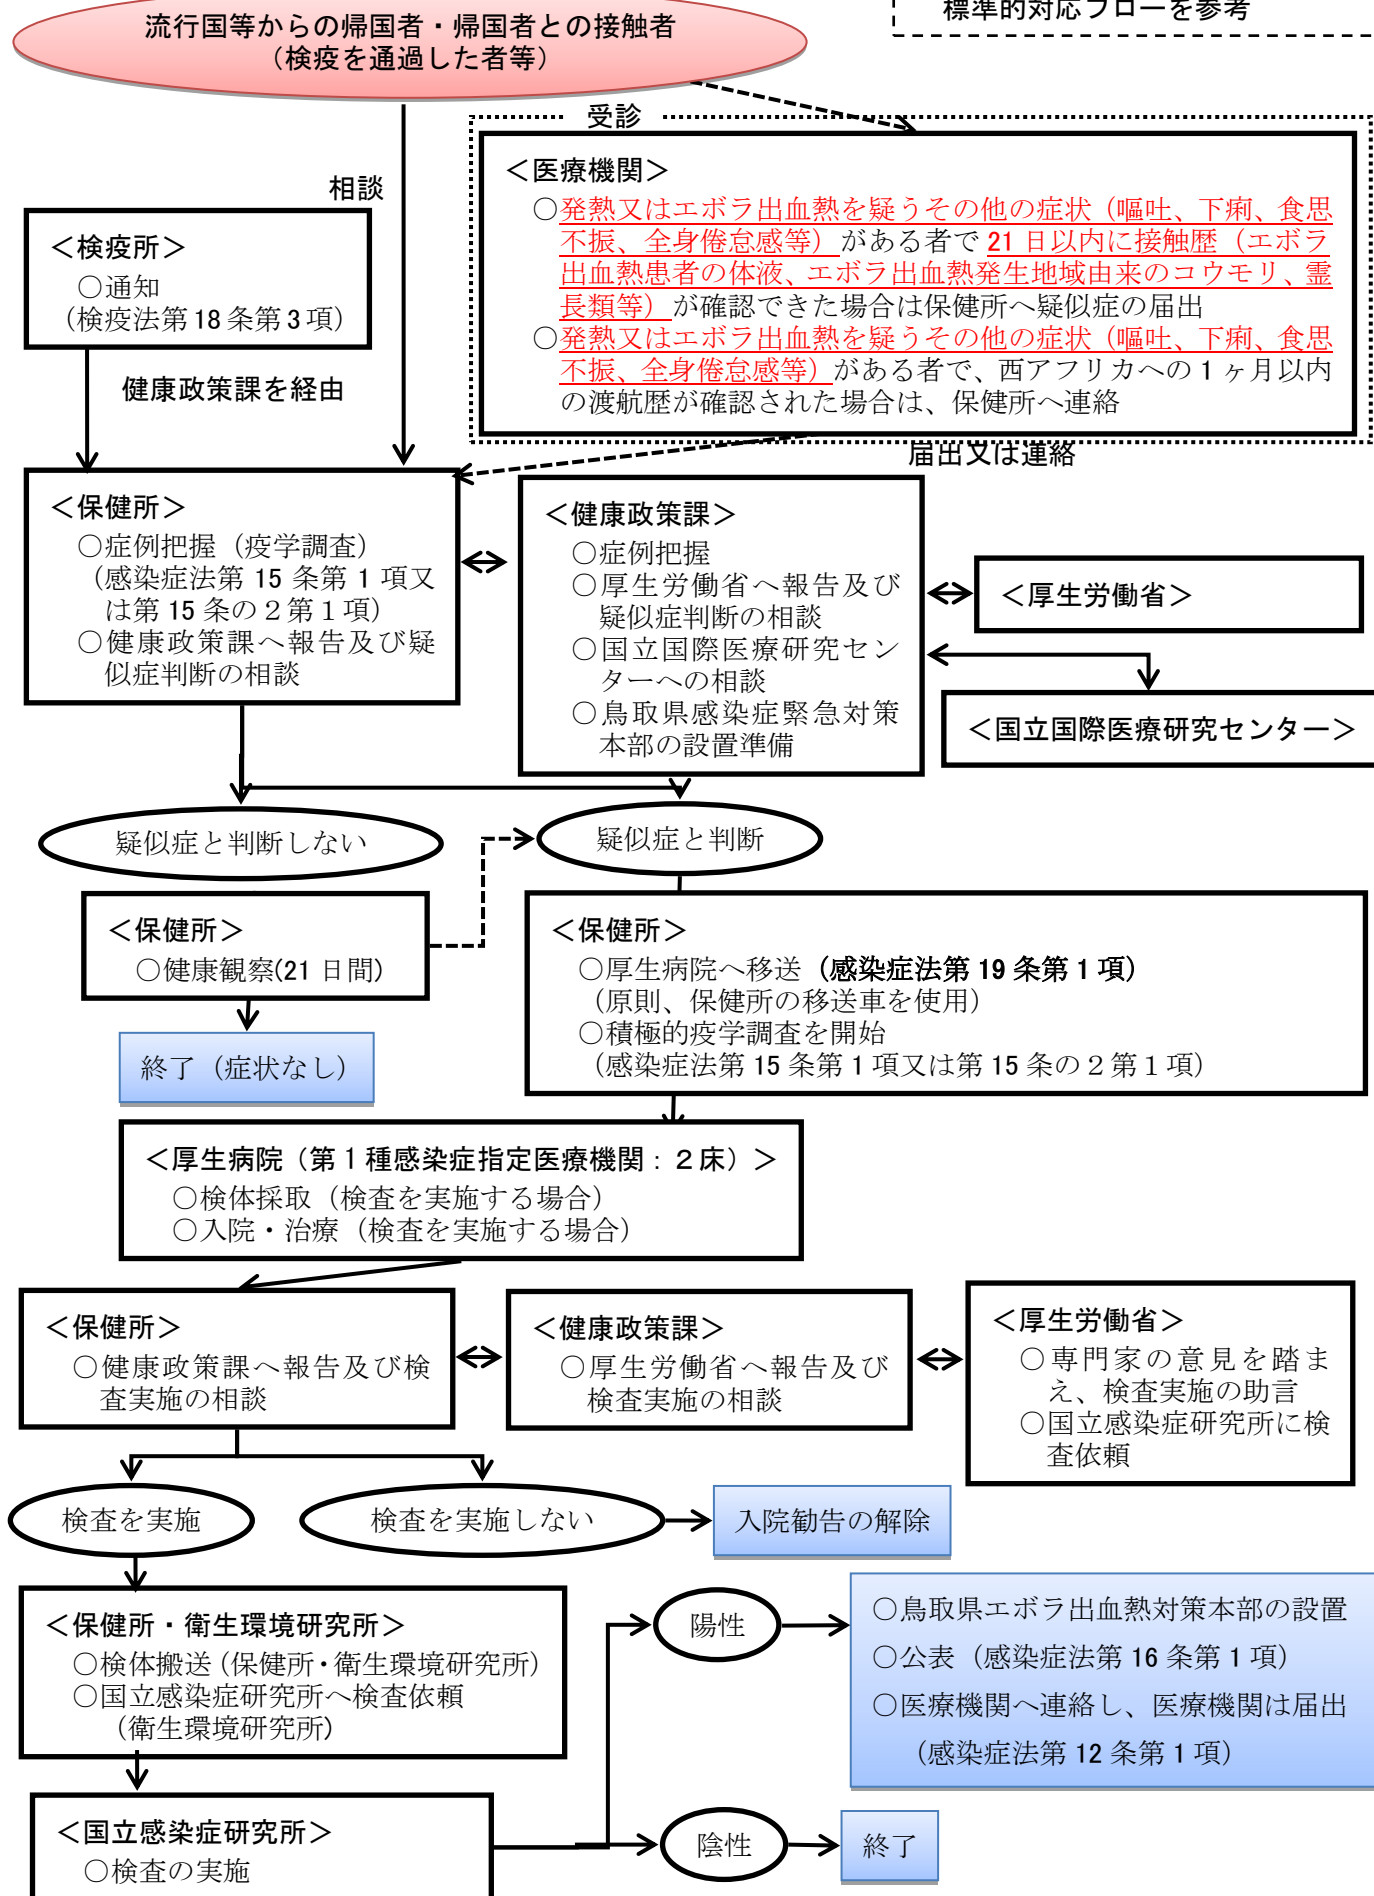 標準的対応フローを参考
流行国等からの帰国者・帰国者との接触者
（検疫を通過した者等）
受診
相談
＜医療機関＞
○発熱又はエボラ出血熱を疑うその他の症状（嘔吐、下痢、食思
不振、全身倦怠感等）がある者で 21 日以内に接触歴（エボラ
出血熱患者の体液、エボラ出血熱発生地域由来のコウモリ、霊
長類等）が確認できた場合は保健所へ疑似症の届出
○発熱又はエボラ出血熱を疑うその他の症状（嘔吐、下痢、食思
不振、全身倦怠感等）がある者で、西アフリカへの 1 ヶ月以内
の渡航歴が確認された場合は、保健所へ連絡
＜検疫所＞
○通知
（検疫法第 18 条第 3 項）
健康政策課を経由
届出又は連絡
＜保健所＞
○症例把握（疫学調査）
（感染症法第 15 条第 1 項又
は第 15 条の２第１項）
○健康政策課へ報告及び疑
似症判断の相談
＜健康政策課＞
○症例把握
○厚生労働省へ報告及び
疑似症判断の相談
○国立国際医療研究セン
ターへの相談
○鳥取県感染症緊急対策
本部の設置準備
＜厚生労働省＞
＜国立国際医療研究センター＞
疑似症と判断しない
疑似症と判断
＜保健所＞
○健康観察(21 日間)
終了（症状なし）
＜保健所＞
○厚生病院へ移送（感染症法第 19 条第 1 項）
（原則、保健所の移送車を使用）
○積極的疫学調査を開始
（感染症法第 15 条第 1 項又は第 15 条の２第１項）
＜厚生病院（第１種感染症指定医療機関：２床）＞
○検体採取（検査を実施する場合）
○入院・治療（検査を実施する場合）
＜保健所＞
○健康政策課へ報告及び検
査実施の相談
＜健康政策課＞
○厚生労働省へ報告及び
検査実施の相談
＜厚生労働省＞
○専門家の意見を踏ま
え、検査実施の助言
○国立感染症研究所に検
査依頼
検査を実施
検査を実施しない
入院勧告の解除
＜保健所・衛生環境研究所＞
○検体搬送（保健所・衛生環境研究所）
○国立感染症研究所へ検査依頼
（衛生環境研究所）
陽性
○鳥取県エボラ出血熱対策本部の設置
○公表（感染症法第 16 条第 1 項）
○医療機関へ連絡し、医療機関は届出
（感染症法第 12 条第 1 項）
＜国立感染症研究所＞
○検査の実施
陰性
終了